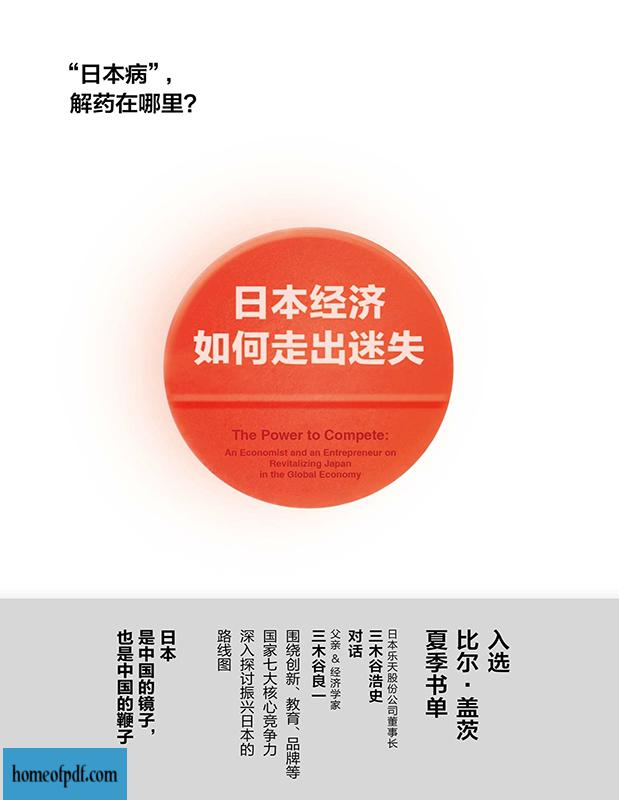 “日本病”，
解药在哪里？
日本经济
如何走出迷失
The Power to Compete:
An Economist and an Entrepreneur on
Revitalizing Japan
in the Global Economy
入选
比尔·盖茨
夏季书单
日本乐天股份公司董事长
三木谷浩史
对话
父亲 & 经济学家
三木谷良一
围绕创新、教育、品牌等
国家七大核心竞争力
深入探讨振兴日本的
路线图
日本
是中国的镜子，
也是中国的鞭子
homeofpdf.com